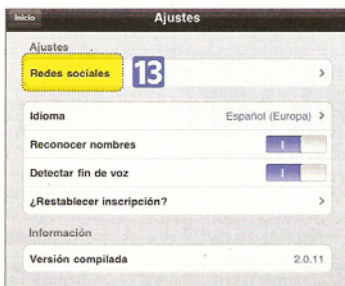 Inicio
Ajustes
Ajustes
Redes sociales 13
Idioma Español (Europa)
Reconocer nombres
Detectar fin de voz
¿Restablecer inscripción?
Información
Versión compilada 2.0.11